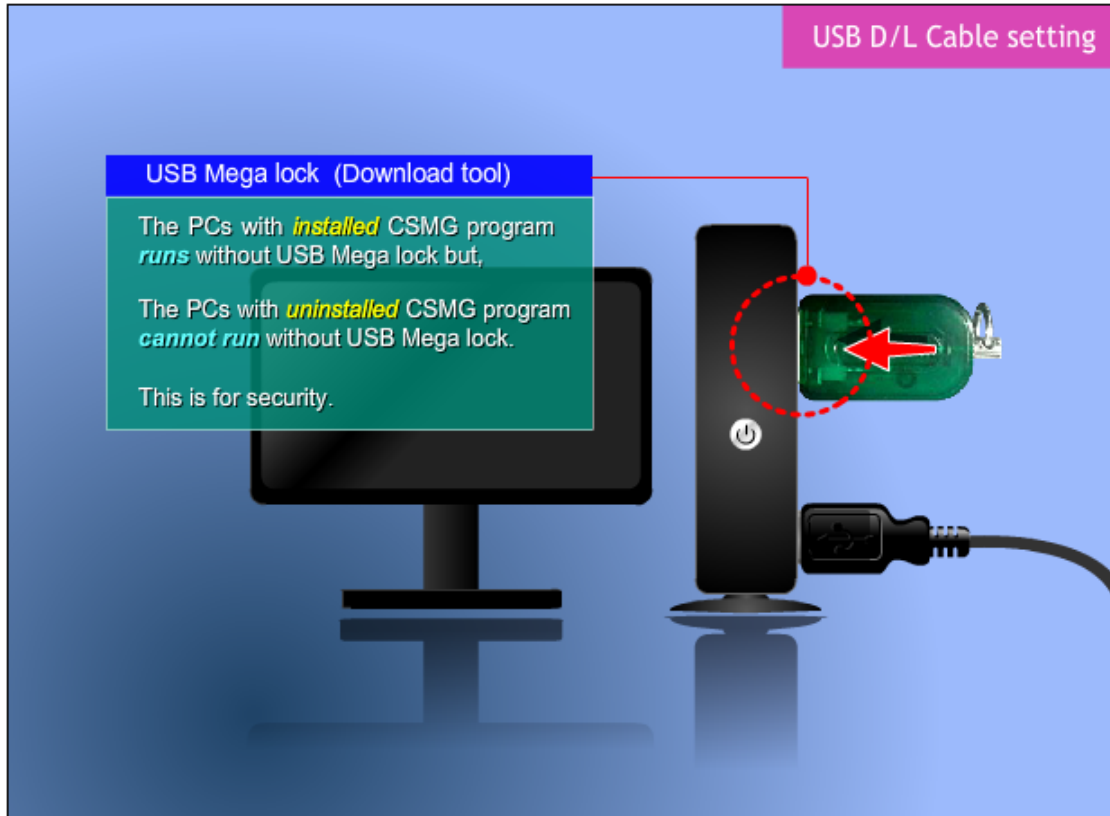 USB D/L Cable setting
USB Mega lock (Download tool)
The PCs with installed CSMG program
runs without USB Mega lock but,
The PCs with uninstalled CSMG program
cannot run without USB Mega lock.
This is for security.